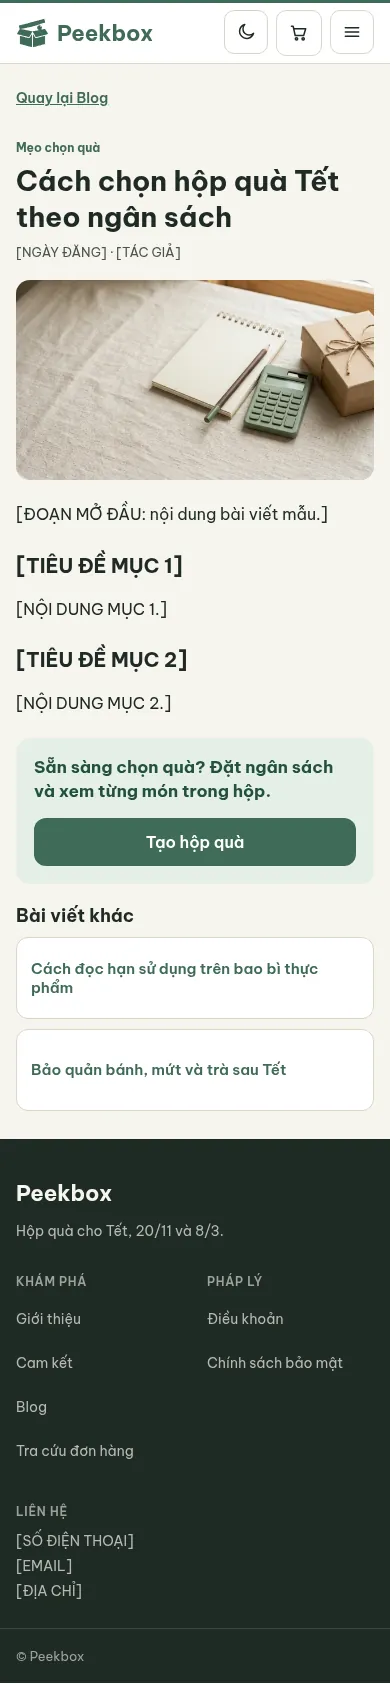 Peekbox
Quay lại Blog
Mẹo chọn quà
Cách chọn hộp quà Tết
theo ngân sách
[NGÀY ĐĂNG] · [TÁC GIẢ]
[ĐOẠN MỞ ĐẦU: nội dung bài viết mẫu.]
[TIÊU ĐỀ MỤC 1]
[NỘI DUNG MỤC 1.]
[TIÊU ĐỀ MỤC 2]
[NỘI DUNG MỤC 2.]
Sẵn sàng chọn quà? Đặt ngân sách
và xem từng món trong hộp.
Tạo hộp quà
Bài viết khác
Cách đọc hạn sử dụng trên bao bì thực
phẩm
Bảo quản bánh, mứt và trà sau Tết
Peekbox
Hộp quà cho Tết, 20/11 và 8/3.
KHÁM PHÁ
Giới thiệu
Cam kết
Blog
Tra cứu đơn hàng
PHÁP LÝ
Điều khoản
Chính sách bảo mật
LIÊN HỆ
[SỐ ĐIỆN THOẠI]
[EMAIL]
[ĐỊA CHỈ]
© Peekbox